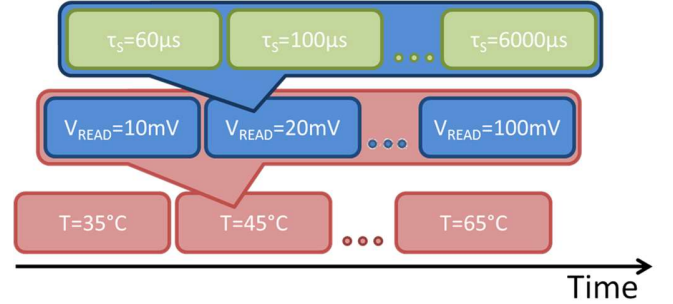 τS=60μs τS=100μs τS=6000μs
VREAD=10mV VREAD=20mV VREAD=100mV
T=35°C T=45°C T=65°C
Time